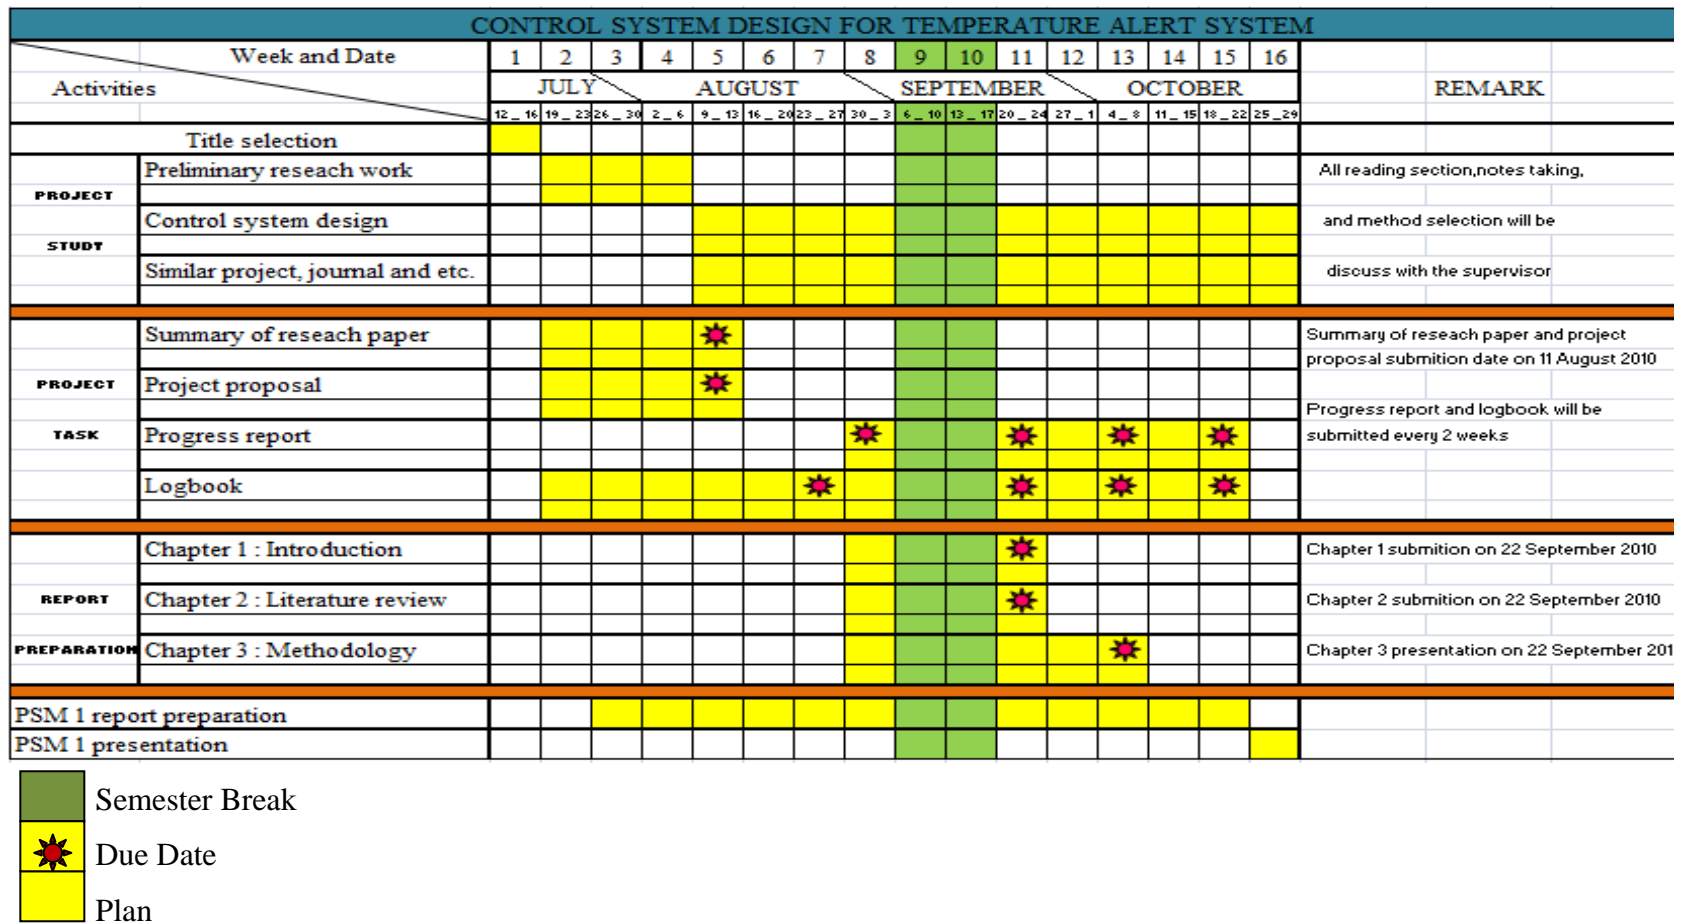 CONTROL SYSTEM DESIGN FOR TEMPERATURE ALERT SYSTEM
Week and Date 1 2 3 4 5 6 7 8 9 10 11 12 13 14 15 16
Activities JULY AUGUST SEPTEMBER OCTOBER REMARK
12 _ 16 19 _ 23 26 _ 30 2 _ 6 9 _ 13 16 _ 20 23 _ 27 30 _ 3 6 _ 10 13 _ 17 20 _ 24 27 _ 1 4 _ 8 11 _ 15 18 _ 22 25 _29
Title selection
Preliminary reseach work All reading section,notes taking,
PROJECT
Control system design and method selection will be
STUDY
Similar project, journal and etc. discuss with the supervisor
Summary of reseach paper Summary of reseach paper and project
proposal submition date on 11 August 2010
PROJECT Project proposal
Progress report and logbook will be
TASK Progress report submitted every 2 weeks
Logbook
Chapter 1 : Introduction Chapter 1 submition on 22 September 2010
REPORT Chapter 2 : Literature review Chapter 2 submition on 22 September 2010
PREPARATION Chapter 3 : Methodology Chapter 3 presentation on 22 September 201
PSM 1 report preparation
PSM 1 presentation
Semester Break
Due Date
Plan